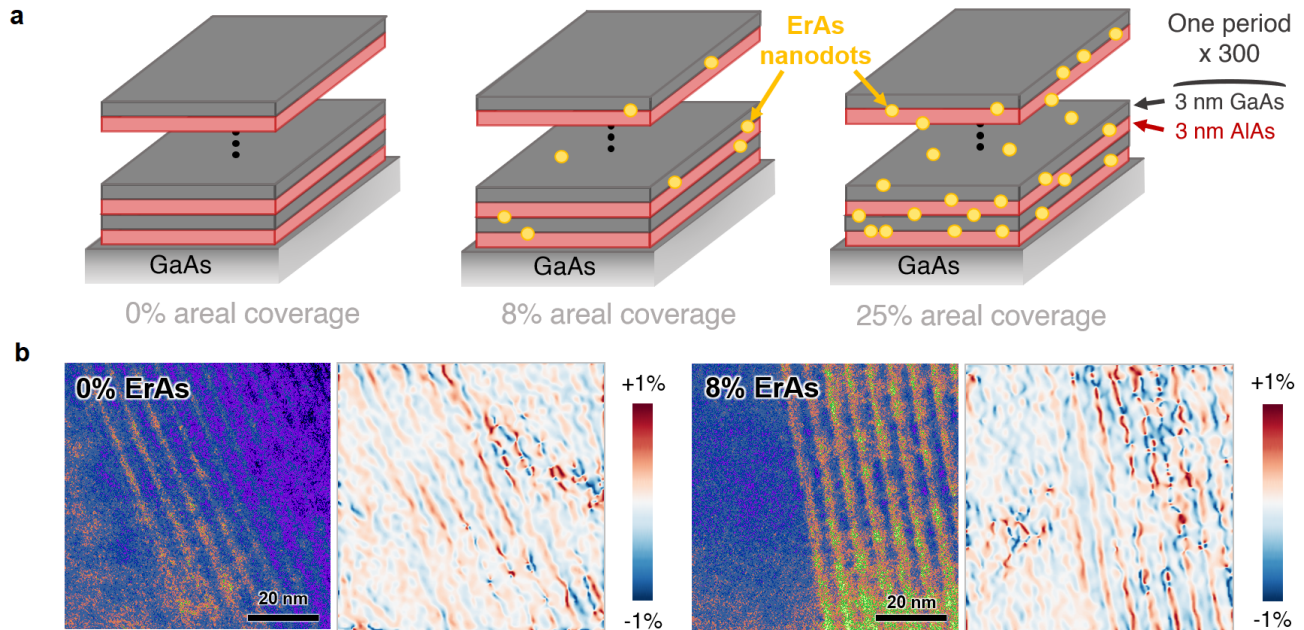 a
ErAs
nanodots
One period
x 300
3 nm GaAs
3 nm AlAs
GaAs
GaAs
GaAs
0% areal coverage
8% areal coverage
25% areal coverage
b
0% ErAs
20 nm
+1%
-1%
8% ErAs
20 nm
+1%
-1%